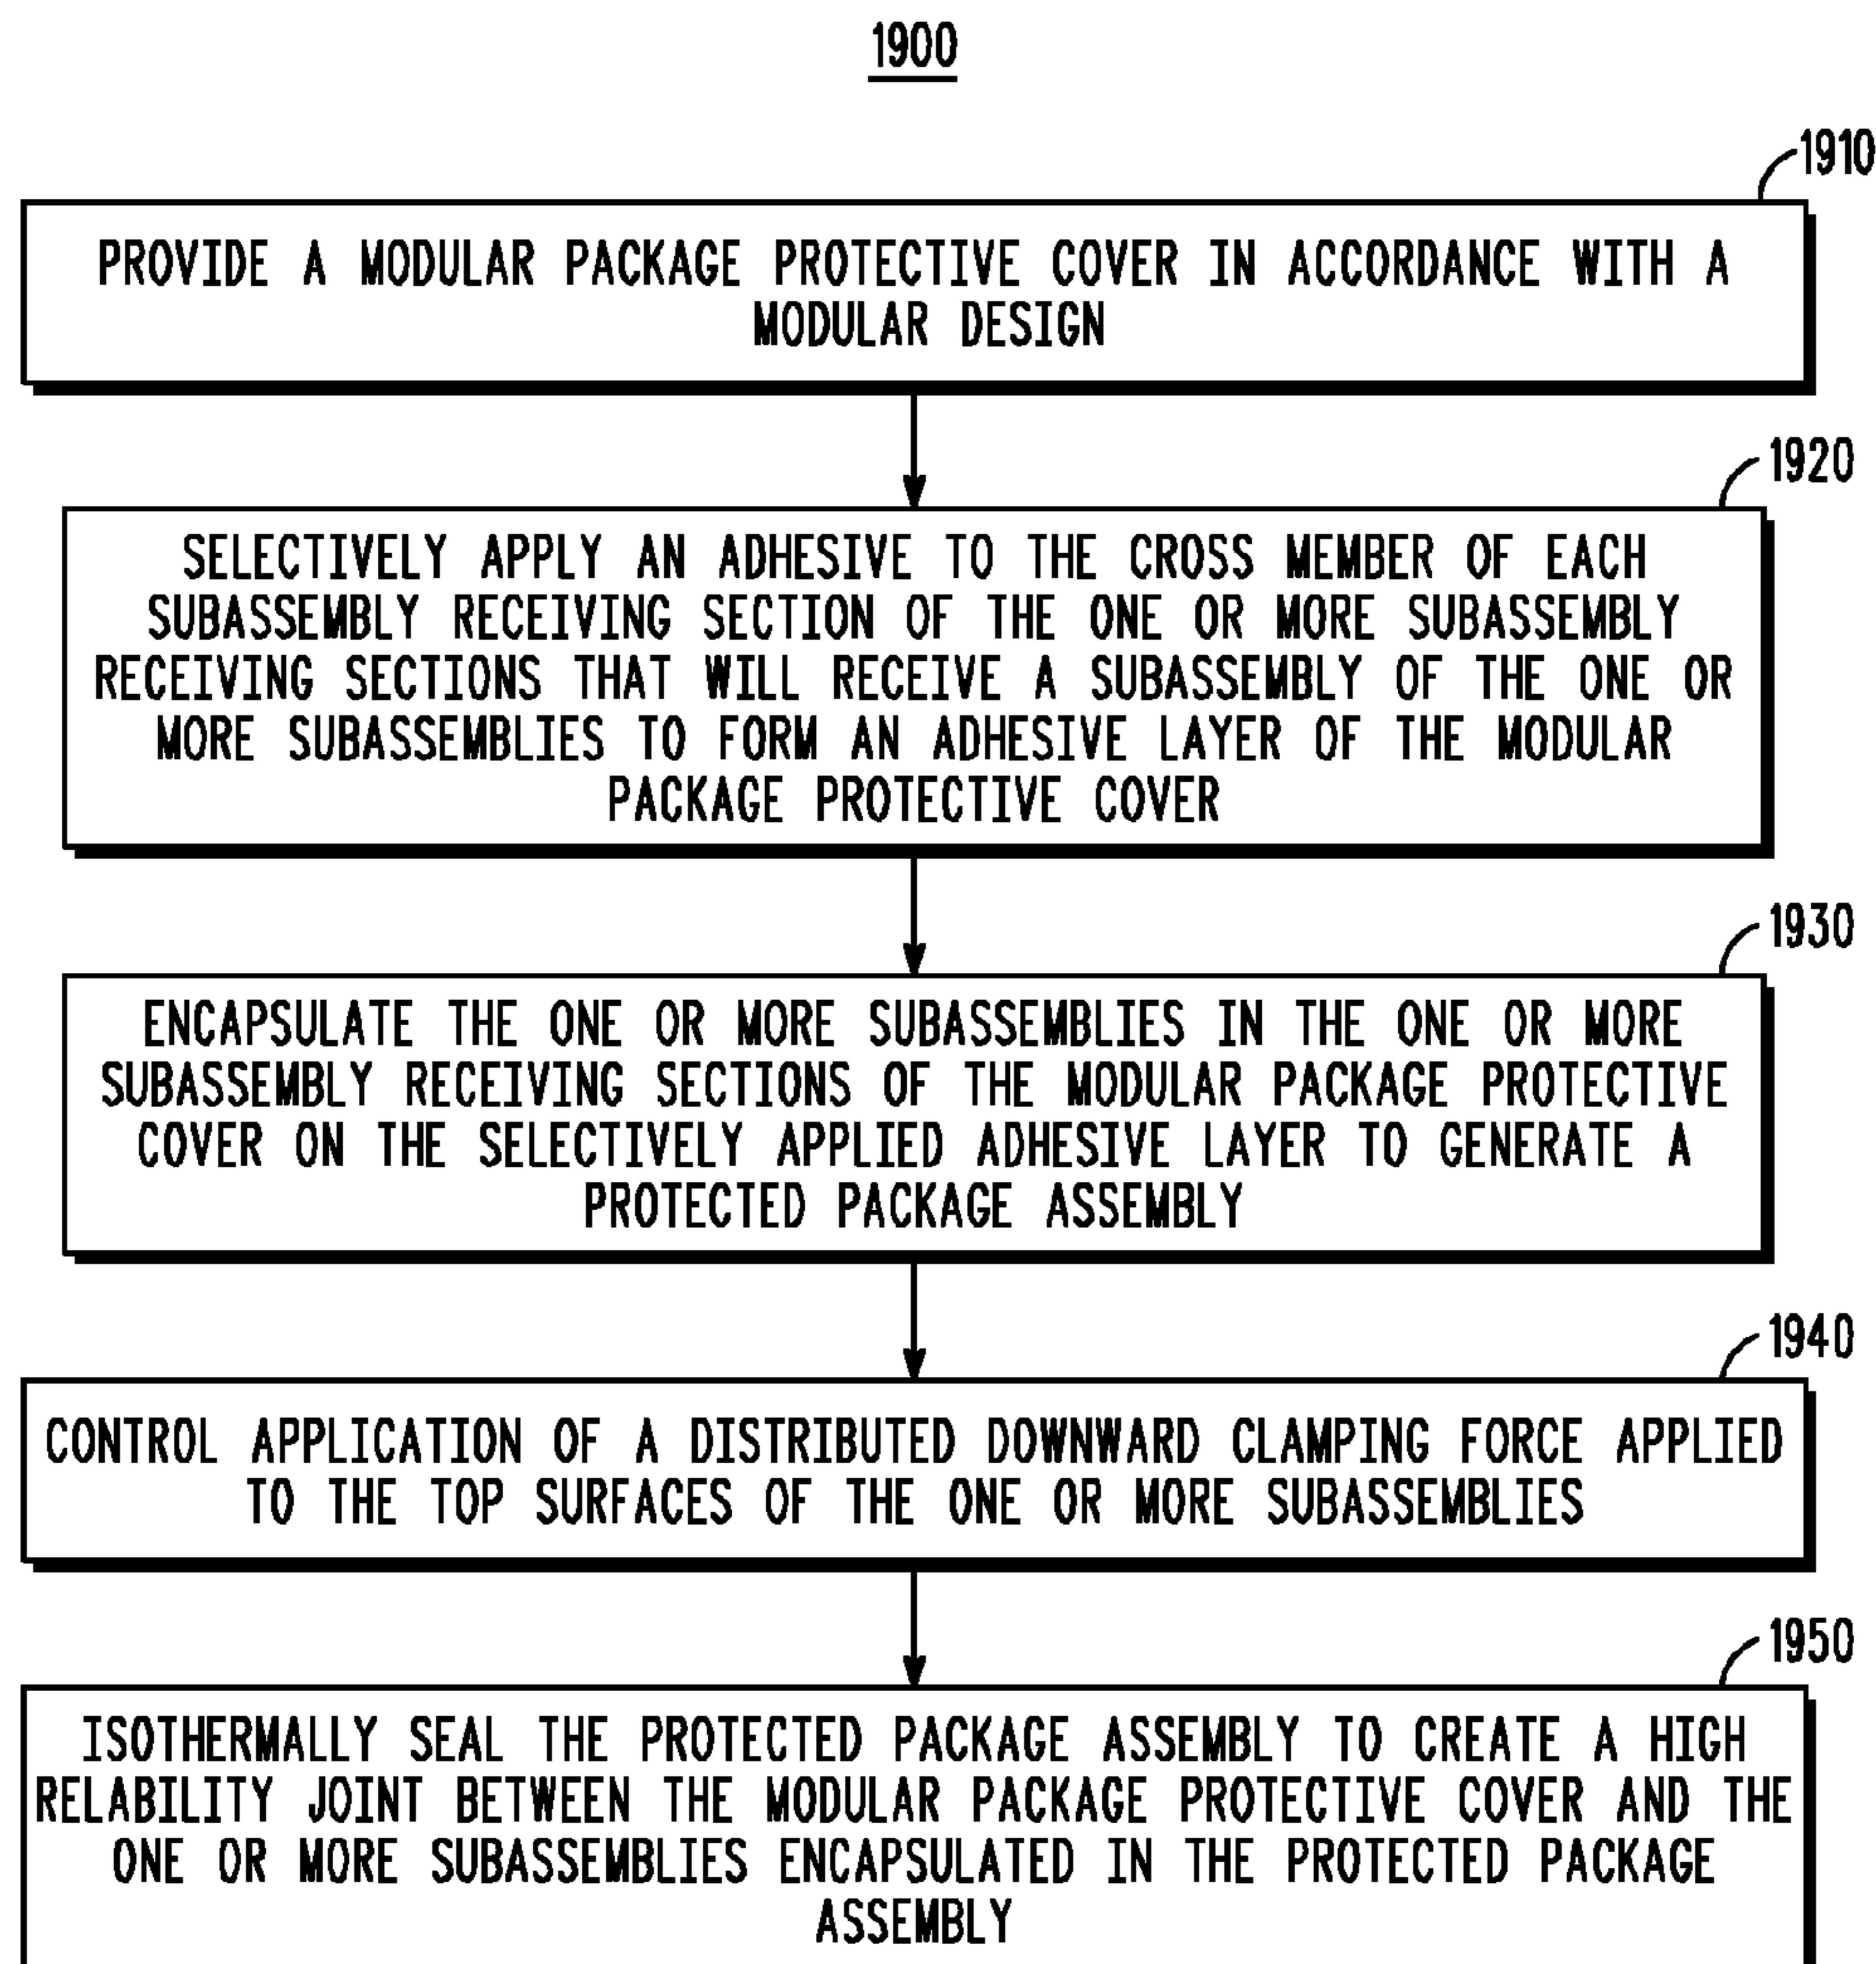 1900
1910
PROVIDE A MODULAR PACKAGE PROTECTIVE COVER IN ACCORDANCE WITH A
MODULAR DESIGN
1920
SELECTIVELY APPLY AN ADHESIVE TO THE CROSS MEMBER OF EACH
SUBASSEMBLY RECEIVING SECTION OF THE ONE OR MORE SUBASSEMBLY
RECEIVING SECTIONS THAT WILL RECEIVE A SUBASSEMBLY OF THE ONE OR
MORE SUBASSEMBLIES TO FORM AN ADHESIVE LAYER OF THE MODULAR
PACKAGE PROTECTIVE COVER
1930
ENCAPSULATE THE ONE OR MORE SUBASSEMBLIES IN THE ONE OR MORE
SUBASSEMBLY RECEIVING SECTIONS OF THE MODULAR PACKAGE PROTECTIVE
COVER ON THE SELECTIVELY APPLIED ADHESIVE LAYER TO GENERATE A
PROTECTED PACKAGE ASSEMBLY
1940
CONTROL APPLICATION OF A DISTRIBUTED DOWNWARD CLAMPING FORCE APPLIED
TO THE TOP SURFACES OF THE ONE OR MORE SUBASSEMBLIES
1950
ISOTHERMALLY SEAL THE PROTECTED PACKAGE ASSEMBLY TO CREATE A HIGH
RELABILITY JOINT BETWEEN THE MODULAR PACKAGE PROTECTIVE COVER AND THE
ONE OR MORE SUBASSEMBLIES ENCAPSULATED IN THE PROTECTED PACKAGE
ASSEMBLY